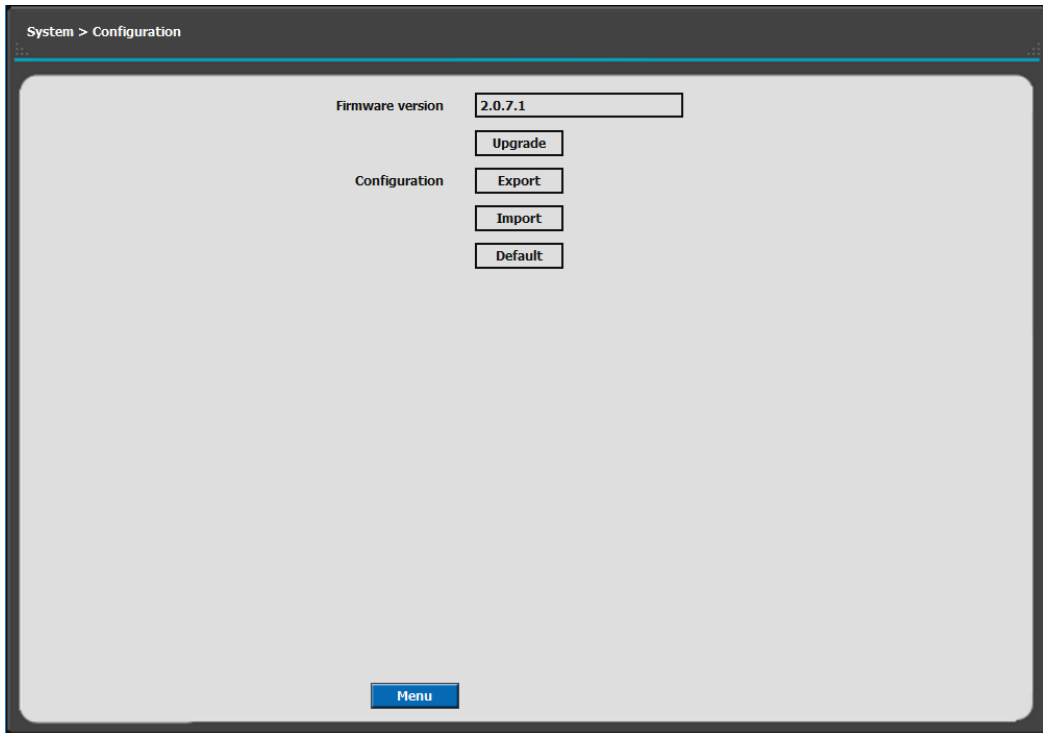 System > Configuration
Firmware version 2.0.7.1
Upgrade
Configuration Export
Import
Default
Menu